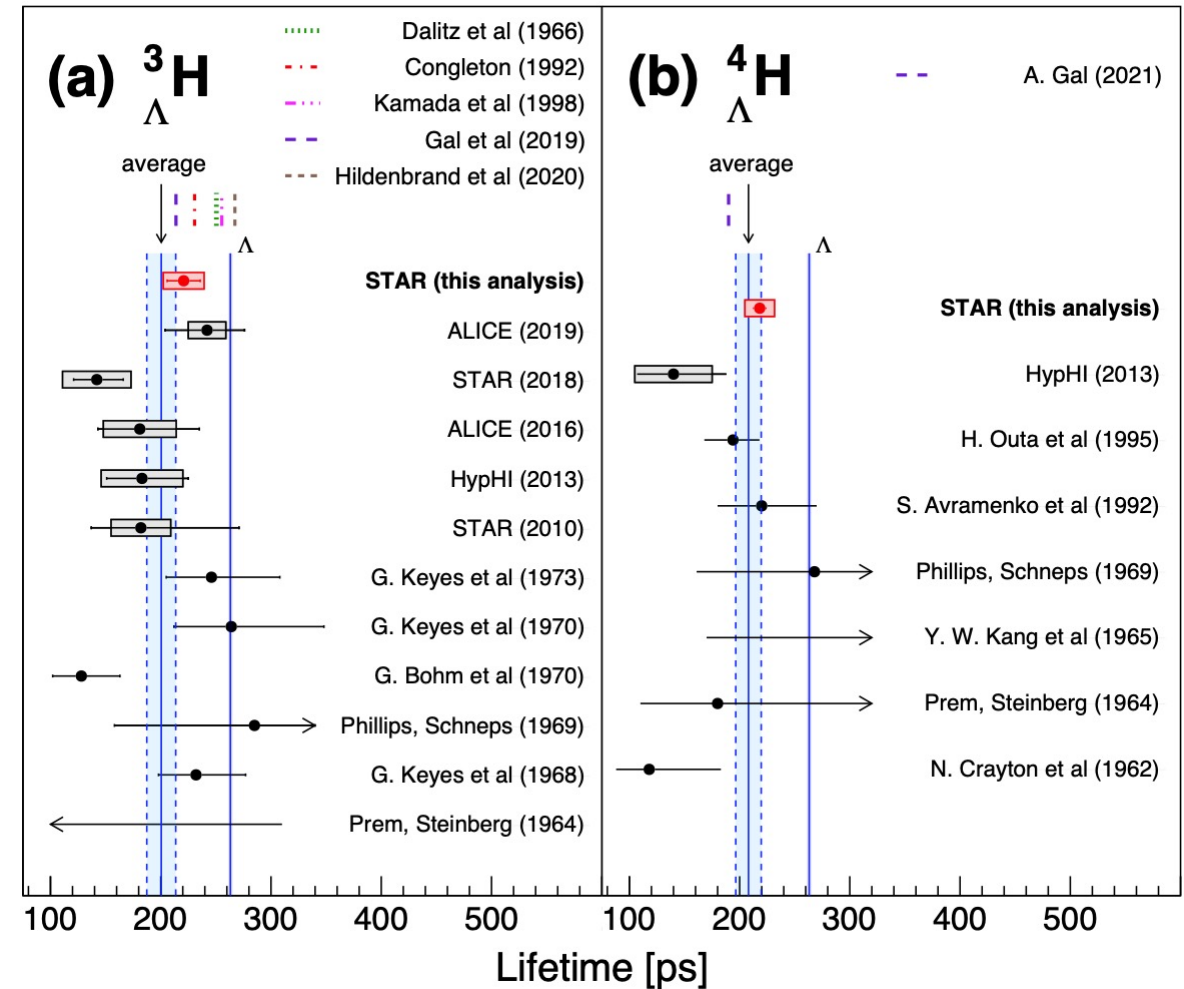 (a) 3ΛH
Dalitz et al (1966)
Congleton (1992)
Kamada et al (1998)
Gal et al (2019)
Hildenbrand et al (2020)
average
Λ
STAR (this analysis)
ALICE (2019)
STAR (2018)
ALICE (2016)
HypHI (2013)
STAR (2010)
G. Keyes et al (1973)
G. Keyes et al (1970)
G. Bohm et al (1970)
Phillips, Schneps (1969)
G. Keyes et al (1968)
Prem, Steinberg (1964)
100 200 300 400 500
(b) 4ΛH
A. Gal (2021)
average
Λ
STAR (this analysis)
HypHI (2013)
H. Outa et al (1995)
S. Avramenko et al (1992)
Phillips, Schneps (1969)
Y. W. Kang et al (1965)
Prem, Steinberg (1964)
N. Crayton et al (1962)
100 200 300 400 500
Lifetime [ps]